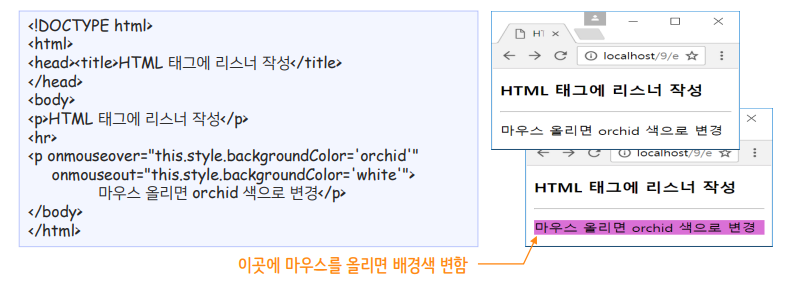 <!DOCTYPE html>
<html>
<head><title>HTML 태그에 리스너 작성</title>
</head>
<body>
<p>HTML 태그에 리스너 작성</p>
<hr>
<p onmouseover="this.style.backgroundColor='orchid'"
onmouseout="this.style.backgroundColor='white'">
마우스 올리면 orchid 색으로 변경</p>
</body>
</html>
이곳에 마우스를 올리면 배경색 변함
localhost/9/e
HTML 태그에 리스너 작성
마우스 올리면 orchid 색으로 변경
localhost/9/e
HTML 태그에 리스너 작성
마우스 올리면 orchid 색으로 변경